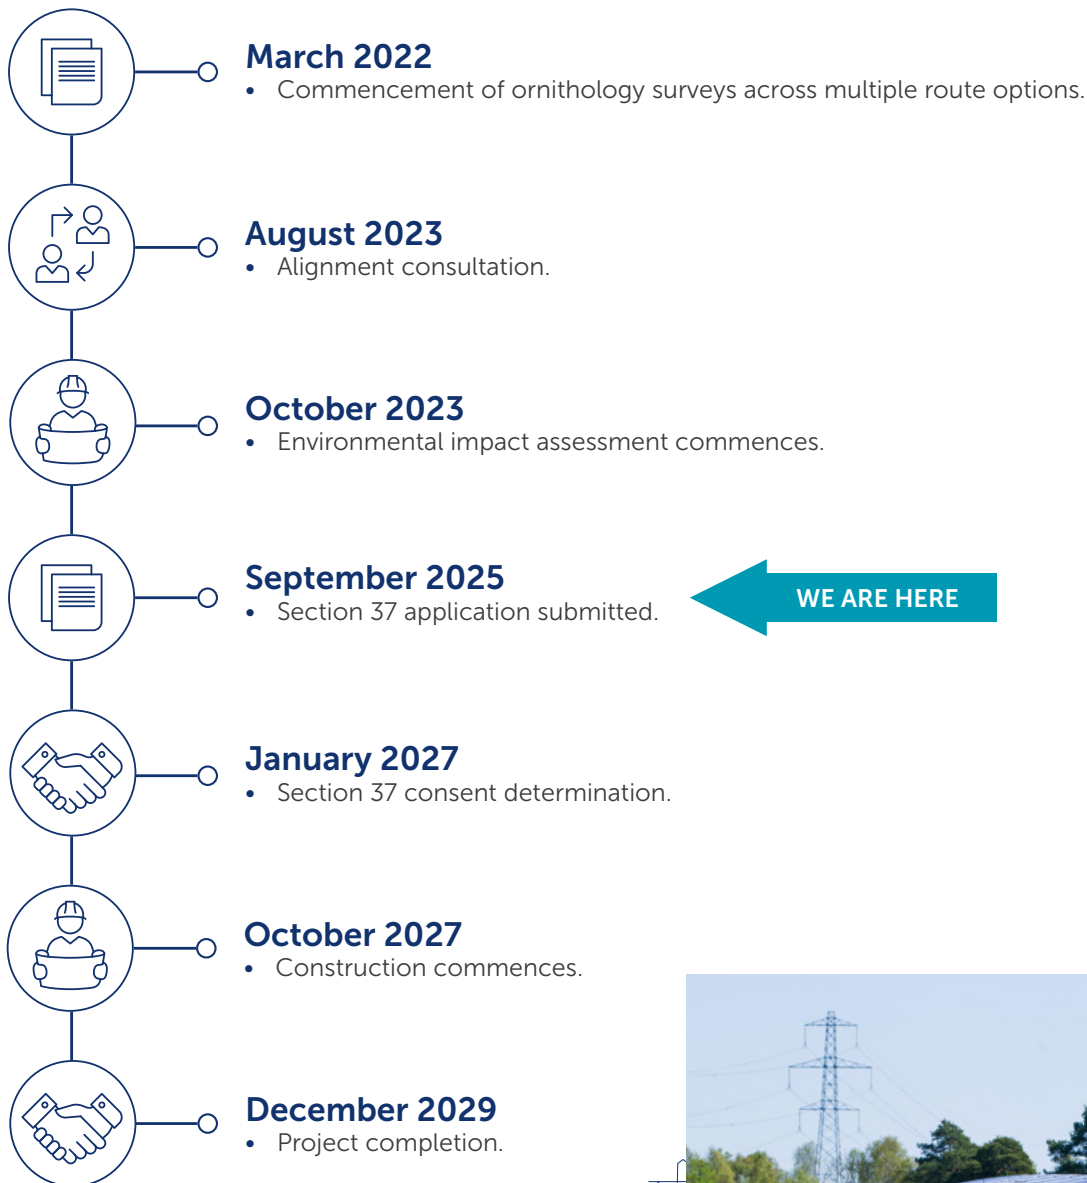 March 2022
• Commencement of ornithology surveys across multiple route options.
August 2023
• Alignment consultation.
October 2023
• Environmental impact assessment commences.
September 2025
• Section 37 application submitted.
WE ARE HERE
January 2027
• Section 37 consent determination.
October 2027
• Construction commences.
December 2029
• Project completion.